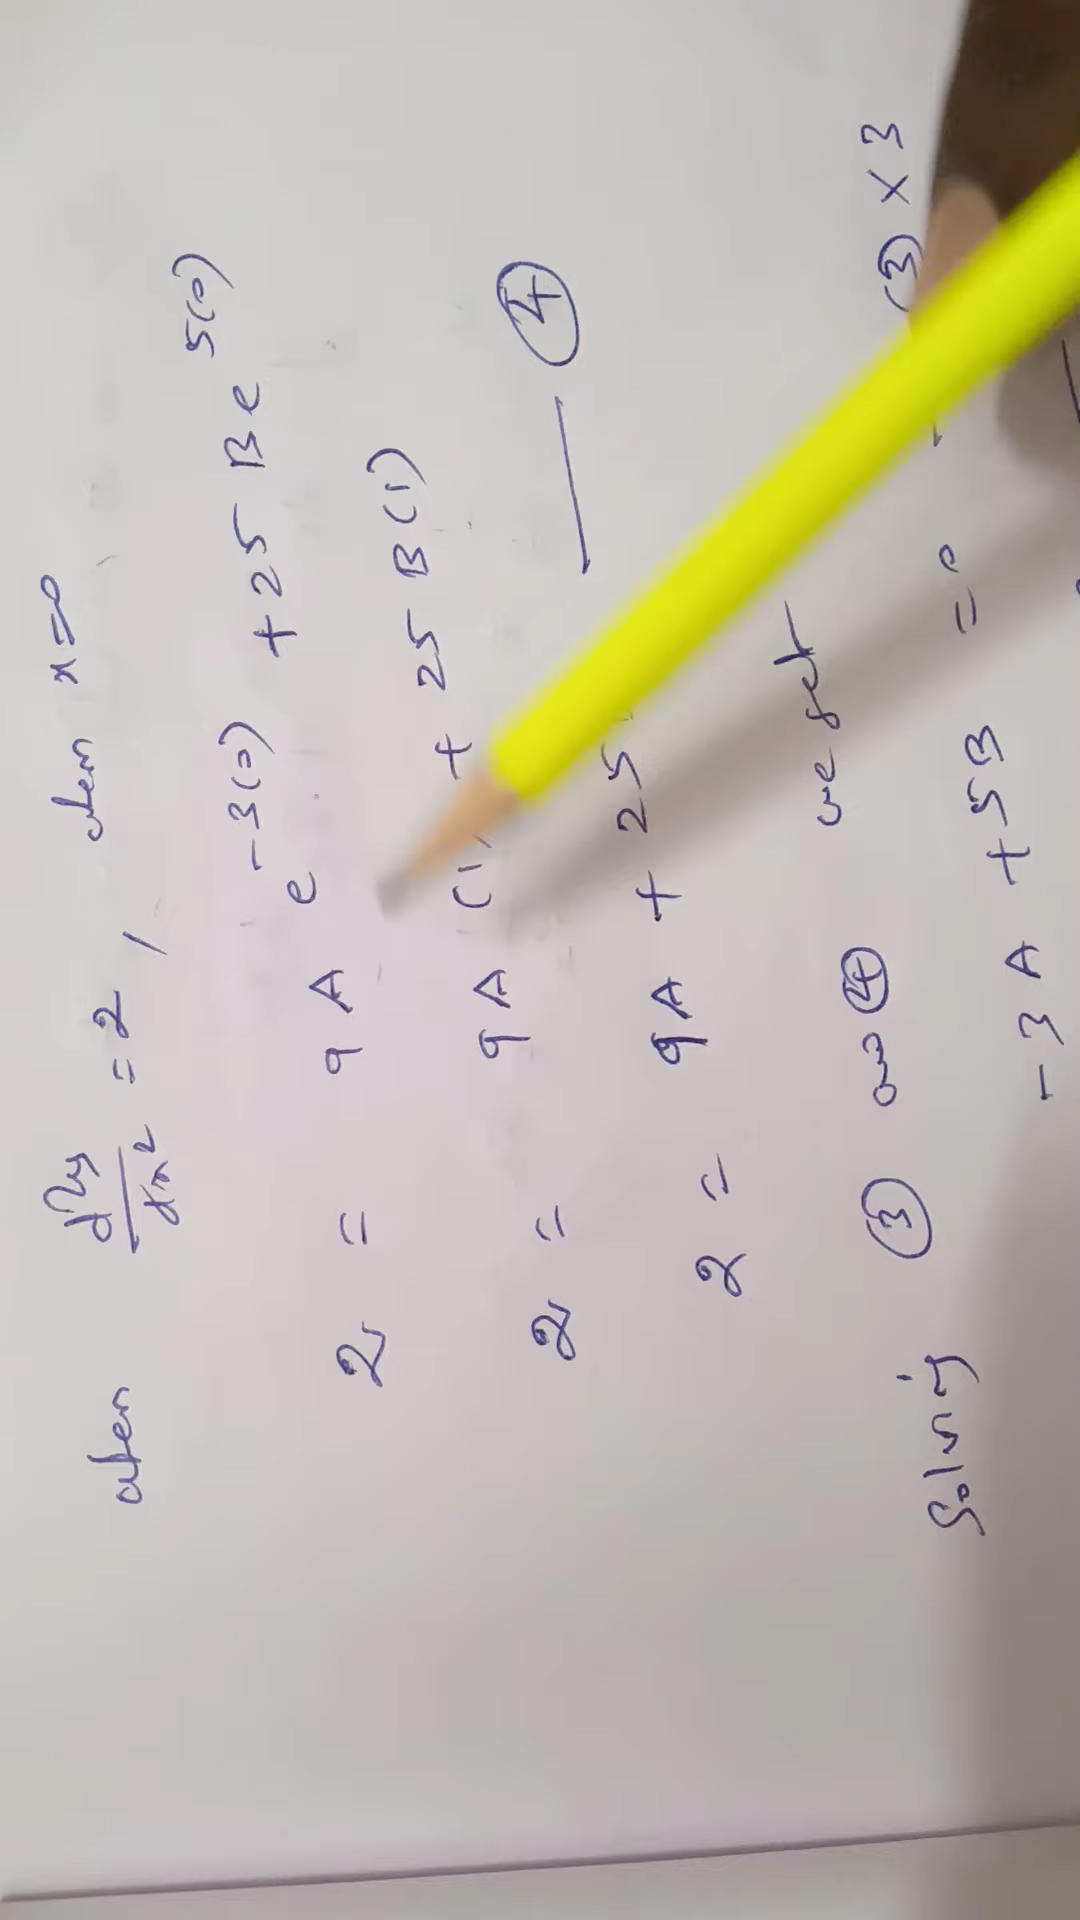 when d²y/dx² = 2, when x=0
2 = 9A e^-3(0) + 25 B e^5(0)
2 = 9A (1) + 25 B (1)
2 = 9A + 25 — ④
Solving ③ and ④ we get
-3A + 5B = 0 (3) × 3